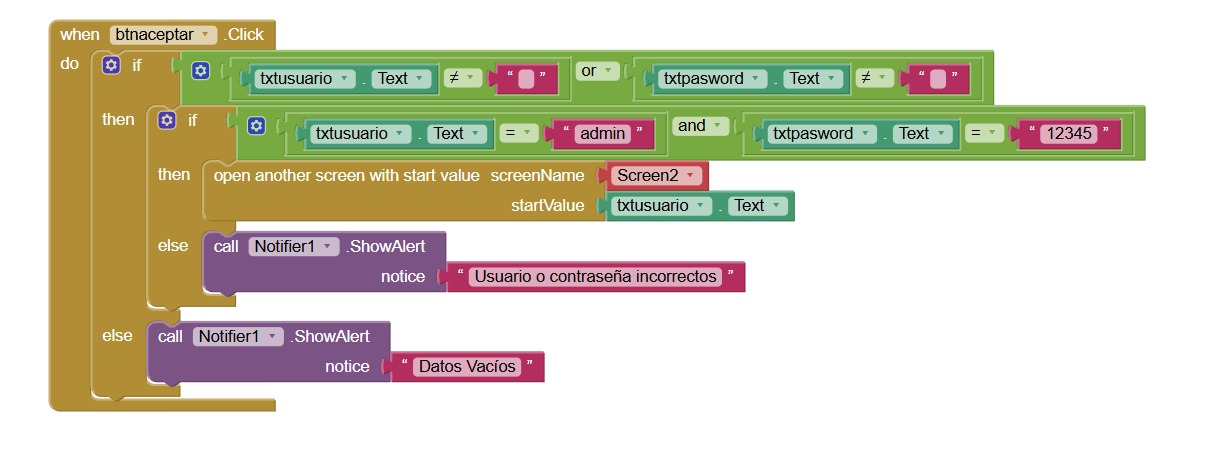 when btnaceptar .Click
do if txtusuario . Text ≠ “ ” or txtpasword . Text ≠ “ ”
then if txtusuario . Text = “ admin ” and txtpasword . Text = “ 12345 ”
then open another screen with start value screenName Screen2
startValue txtusuario . Text
else call Notifier1 .ShowAlert
notice “ Usuario o contraseña incorrectos ”
else call Notifier1 .ShowAlert
notice “ Datos Vacíos ”